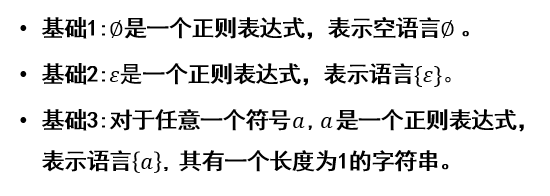 • 基础1:∅是一个正则表达式，表示空语言∅ 。
• 基础2:ε是一个正则表达式，表示语言{ε}。
• 基础3:对于任意一个符号a, a是一个正则表达式，
表示语言{a}, 其有一个长度为1的字符串。